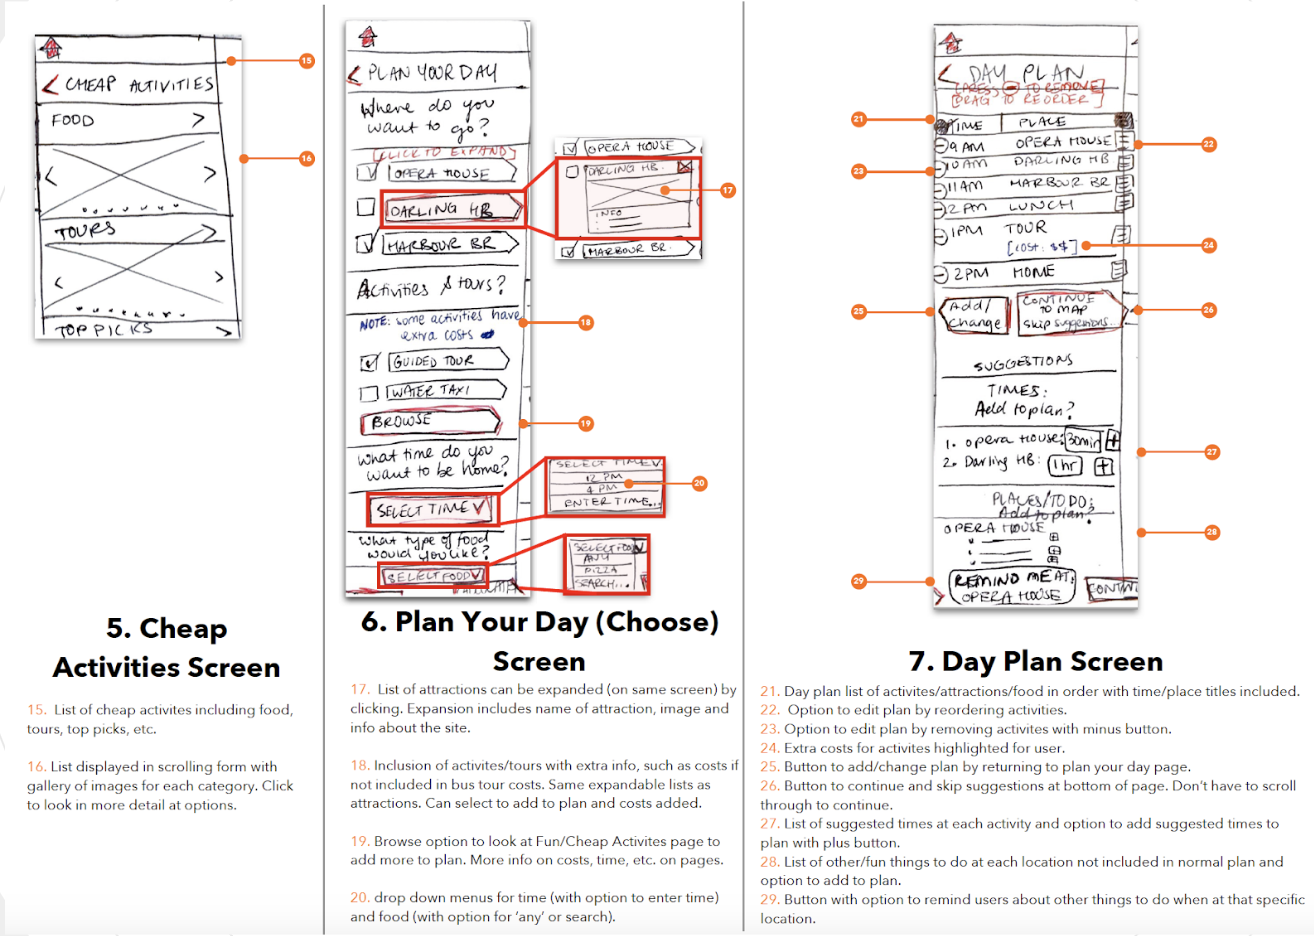 CHEAP ACTIVITIES
FOOD
TOURS
TOP PICKS
15
16
5. Cheap
Activities Screen
15. List of cheap activites including food,
tours, top picks, etc.
16. List displayed in scrolling form with
gallery of images for each category. Click
to look in more detail at options.
PLAN YOUR DAY
Where do you
want to go?
[CLICK TO EXPAND]
OPERA HOUSE
DARLING HB
HARBOUR BR
Activities & tours?
NOTE: some activities have
extra costs
GUIDED TOUR
WATER TAXI
BROWSE
What time do you
want to be home?
SELECT TIME
What type of food
would you like?
SELECT FOOD
OPERA HOUSE
DARLING HB.
INFO
HARBOUR BR.
17
18
19
SELECT TIME
12 PM
4 PM
ENTER TIME...
20
SELECT FOOD
ANY
PIZZA
SEARCH...
6. Plan Your Day (Choose)
Screen
17. List of attractions can be expanded (on same screen) by
clicking. Expansion includes name of attraction, image and
info about the site.
18. Inclusion of activites/tours with extra info, such as costs if
not included in bus tour costs. Same expandable lists as
attractions. Can select to add to plan and costs added.
19. Browse option to look at Fun/Cheap Activites page to
add more to plan. More info on costs, time, etc. on pages.
20. drop down menus for time (with option to enter time)
and food (with option for 'any' or search).
DAY PLAN
[PRESS - TO REMOVE]
[DRAG TO REORDER]
TIME PLACE
9 AM OPERA HOUSE
10 AM DARLING HB
11 AM HARBOUR BR
12 PM LUNCH
1PM TOUR
[COST: $$]
2 PM HOME
Add/
Change
CONTINUE
TO MAP
skip suggestions...
SUGGESTIONS
TIMES:
Add to plan?
1. Opera House: 30min +
2. Darling HB: 1hr +
PLACES/TO DO:
Add to plan?
OPERA HOUSE
REMIND ME AT:
OPERA HOUSE
CONTIN
21
22
23
24
25
26
27
28
29
7. Day Plan Screen
21. Day plan list of activites/attractions/food in order with time/place titles included.
22. Option to edit plan by reordering activities.
23. Option to edit plan by removing activites with minus button.
24. Extra costs for activites highlighted for user.
25. Button to add/change plan by returning to plan your day page.
26. Button to continue and skip suggestions at bottom of page. Don't have to scroll
through to continue.
27. List of suggested times at each activity and option to add suggested times to
plan with plus button.
28. List of other/fun things to do at each location not included in normal plan and
option to add to plan.
29. Button with option to remind users about other things to do when at that specific
location.